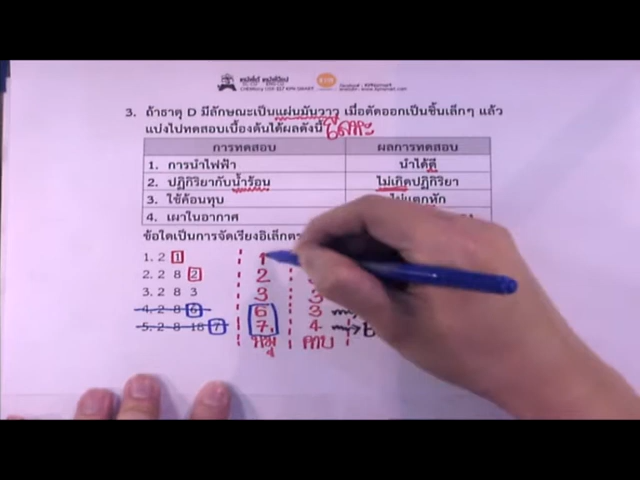 3. ถ้าธาตุ D มีลักษณะเป็นแผ่นมันวาว เมื่อตัดออกเป็นชิ้นเล็กๆ แล้ว
แบ่งไปทดสอบเบื้องต้นได้ผลดังนี้ โลหะ
การทดสอบ ผลการทดสอบ
1. การนำไฟฟ้า นำได้ดี
2. ปฏิกิริยากับน้ำร้อน ไม่เกิดปฏิกิริยา
3. ใช้ค้อนทุบ ไม่แตกหัก
4. เผาในอากาศ
ข้อใดเป็นการจัดเรียงอิเล็กตร
1. 2 1 1
2. 2 8 2 2
3. 2 8 3 3 3
4. 2 8 6 6 3
5. 2 8 18 7 7 4
หมู่ คาบ